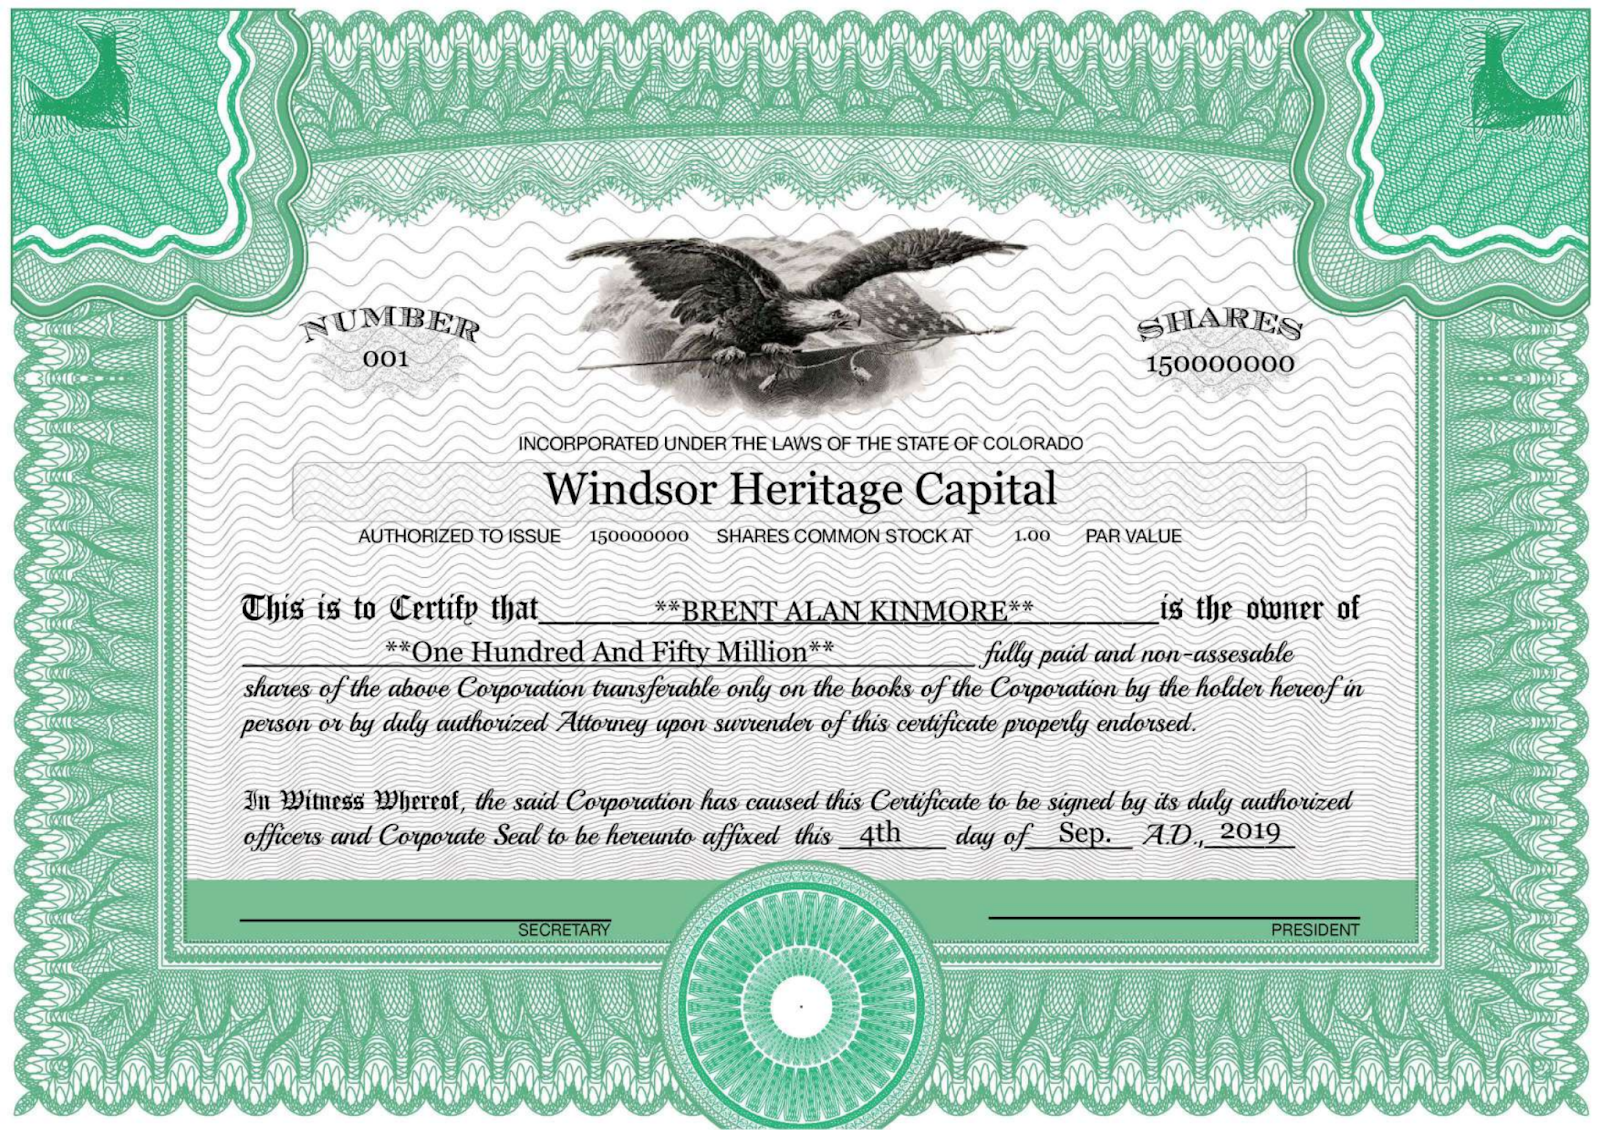 NUMBER
001
SHARES
150000000
INCORPORATED UNDER THE LAWS OF THE STATE OF COLORADO
Windsor Heritage Capital
AUTHORIZED TO ISSUE 150000000 SHARES COMMON STOCK AT 1.00 PAR VALUE
This is to Certify that **BRENT ALAN KINMORE** is the owner of
**One Hundred And Fifty Million** fully paid and non-assesable
shares of the above Corporation transferable only on the books of the Corporation by the holder hereof in
person or by duly authorized Attorney upon surrender of this certificate properly endorsed.
In Witness Whereof, the said Corporation has caused this Certificate to be signed by its duly authorized
officers and Corporate Seal to be hereunto affixed this 4th day of Sep. A.D., 2019
SECRETARY
PRESIDENT